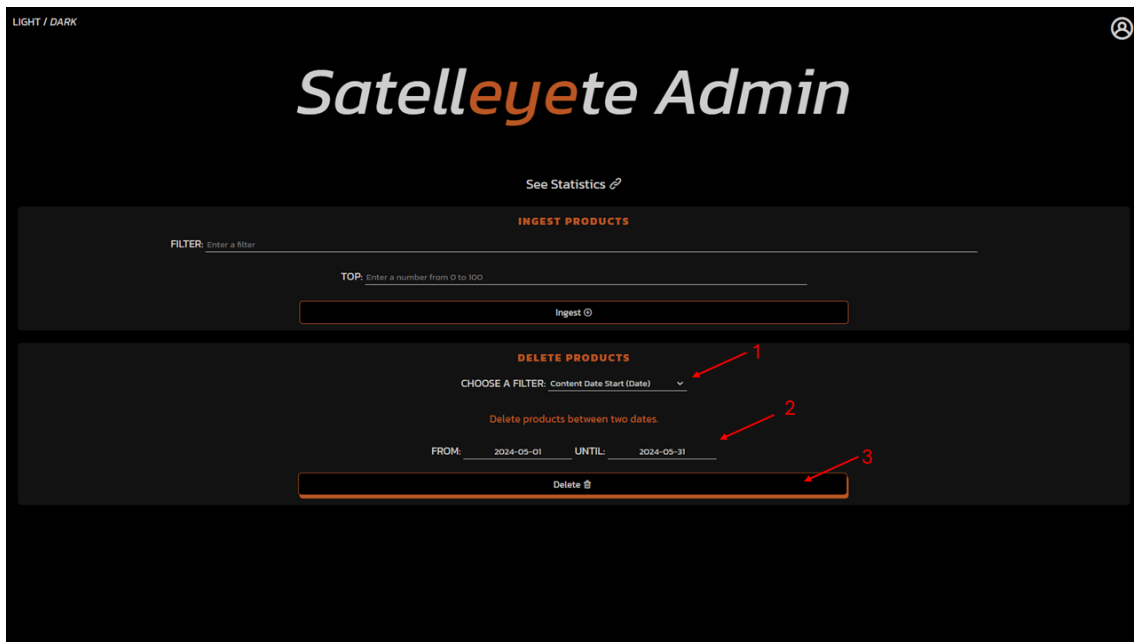 LIGHT / DARK
Satelleyete Admin
See Statistics
INGEST PRODUCTS
FILTER: Enter a filter
TOP: Enter a number from 0 to 100
Ingest
DELETE PRODUCTS
1
CHOOSE A FILTER: Content Date Start (Date)
Delete products between two dates.
2
FROM: 2024-05-01 UNTIL: 2024-05-31
3
Delete